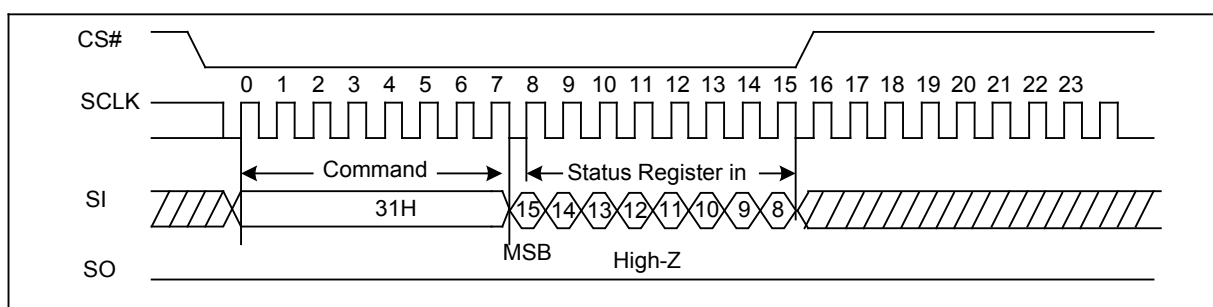 CS#
0 1 2 3 4 5 6 7 8 9 10 11 12 13 14 15 16 17 18 19 20 21 22 23
SCLK
Command Status Register in
SI 31H 15 14 13 12 11 10 9 8
MSB High-Z
SO